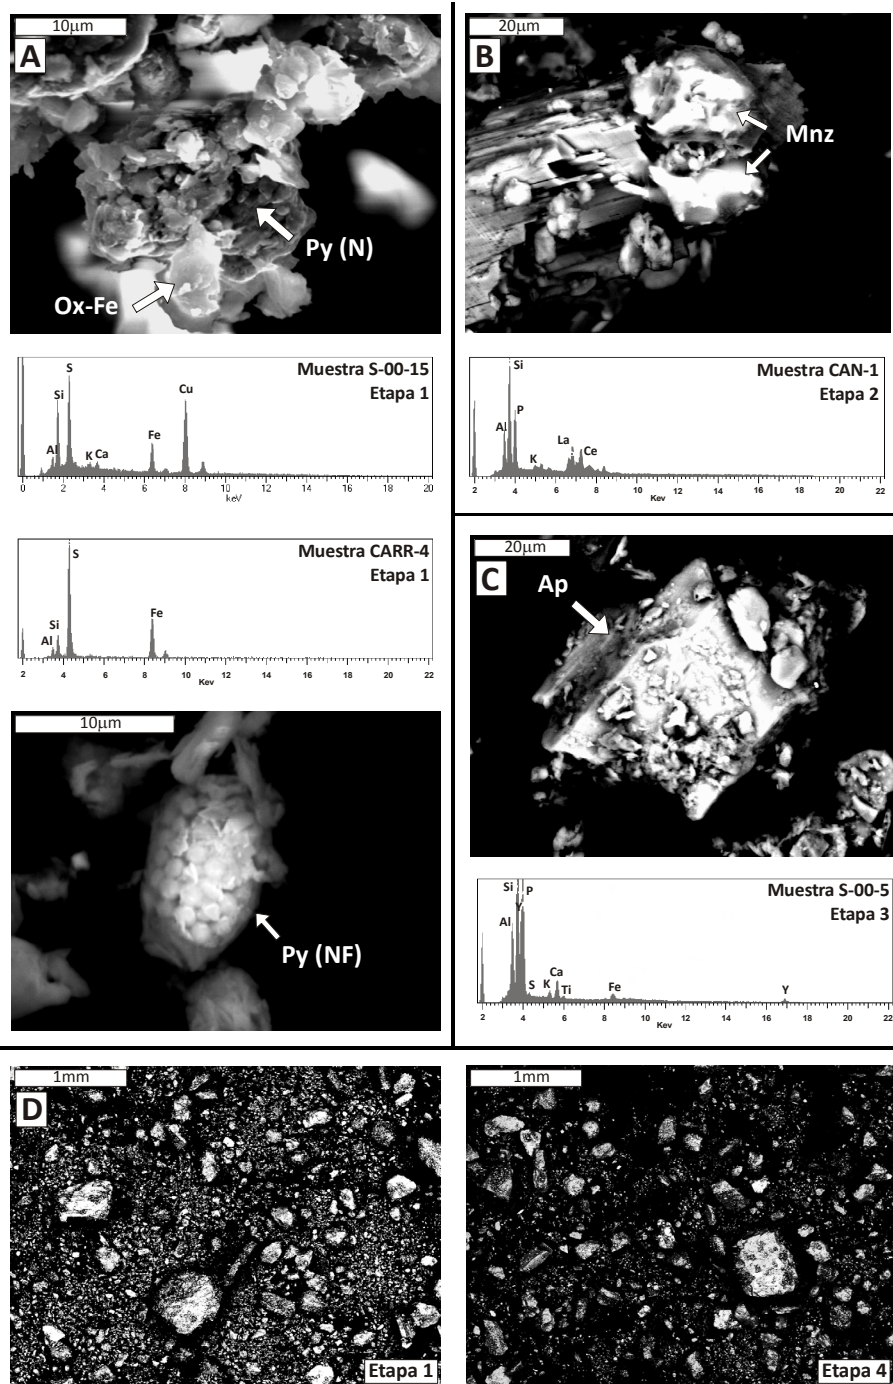 10μm
A
Py (N)
Ox-Fe
20μm
B
Mnz
Muestra S-00-15
Etapa 1
S
Si
Al
K
Ca
Fe
Cu
0 2 4 6 8 10 12 14 16 18 20
keV
Muestra CAN-1
Etapa 2
Si
P
Al
K
La
Ce
2 4 6 8 10 12 14 16 18 20 22
Kev
Muestra CARR-4
Etapa 1
S
Si
Al
Fe
2 4 6 8 10 12 14 16 18 20 22
Kev
20μm
C
Ap
10μm
Py (NF)
Muestra S-00-5
Etapa 3
Si
P
Y
Al
S
K
Ca
Ti
Fe
Y
2 4 6 8 10 12 14 16 18 20 22
Kev
1mm
D
Etapa 1
1mm
Etapa 4